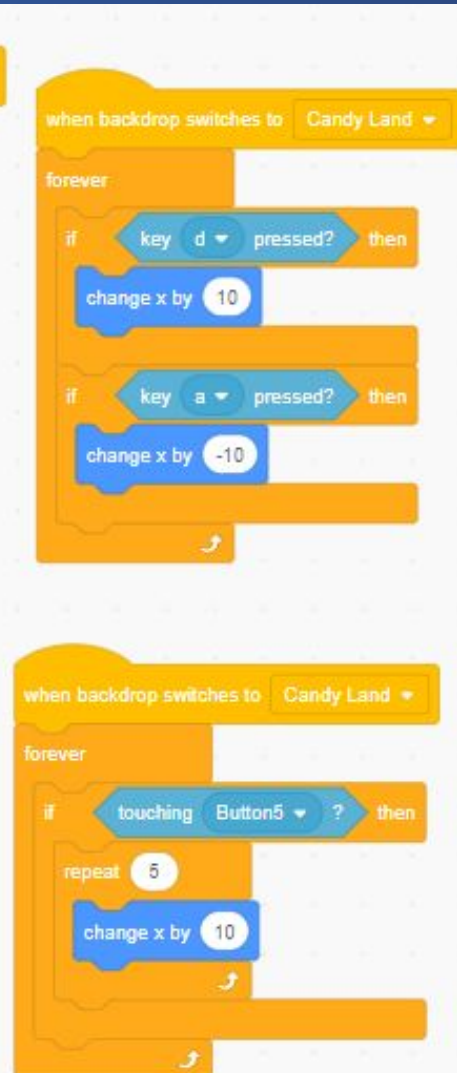 when backdrop switches to Candy Land
forever
if key d pressed? then
change x by 10
if key a pressed? then
change x by -10
when backdrop switches to Candy Land
forever
if touching Button5 ? then
repeat 5
change x by 10